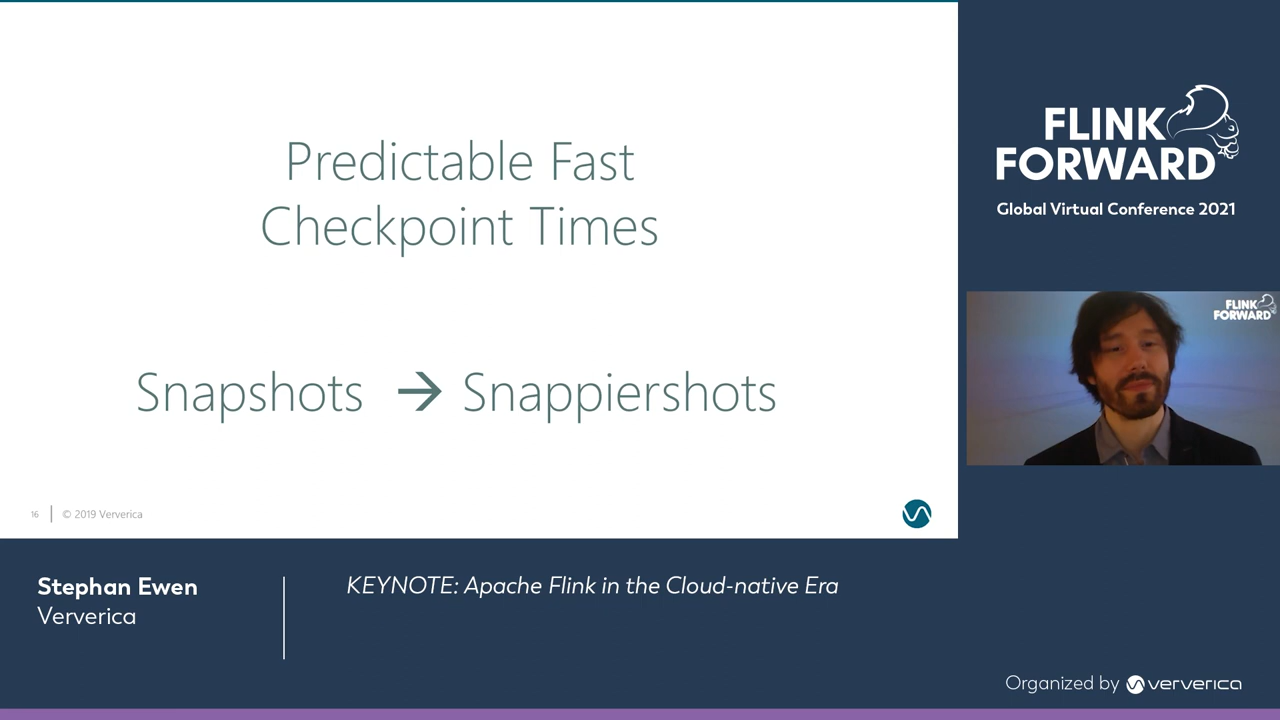 Predictable Fast
Checkpoint Times
Snapshots → Snappiershots
16 | © 2019 Ververica
FLINK
FORWARD
Global Virtual Conference 2021
FLINK
FORWARD
Stephan Ewen
Ververica
KEYNOTE: Apache Flink in the Cloud-native Era
Organized by ververica